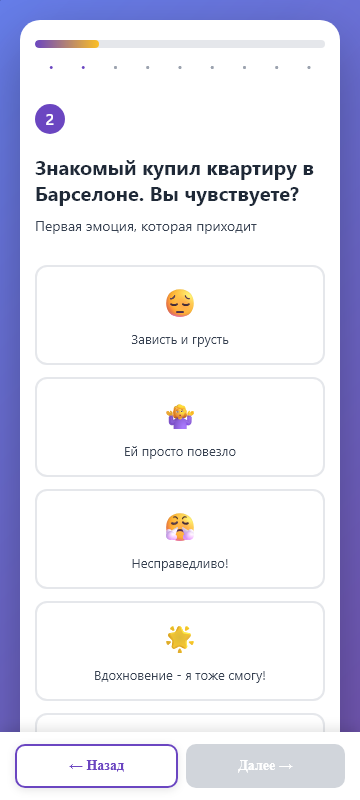 2
Знакомый купил квартиру в
Барселоне. Вы чувствуете?
Первая эмоция, которая приходит
Зависть и грусть
Ей просто повезло
Несправедливо!
Вдохновение - я тоже смогу!
← Назад
Далее →